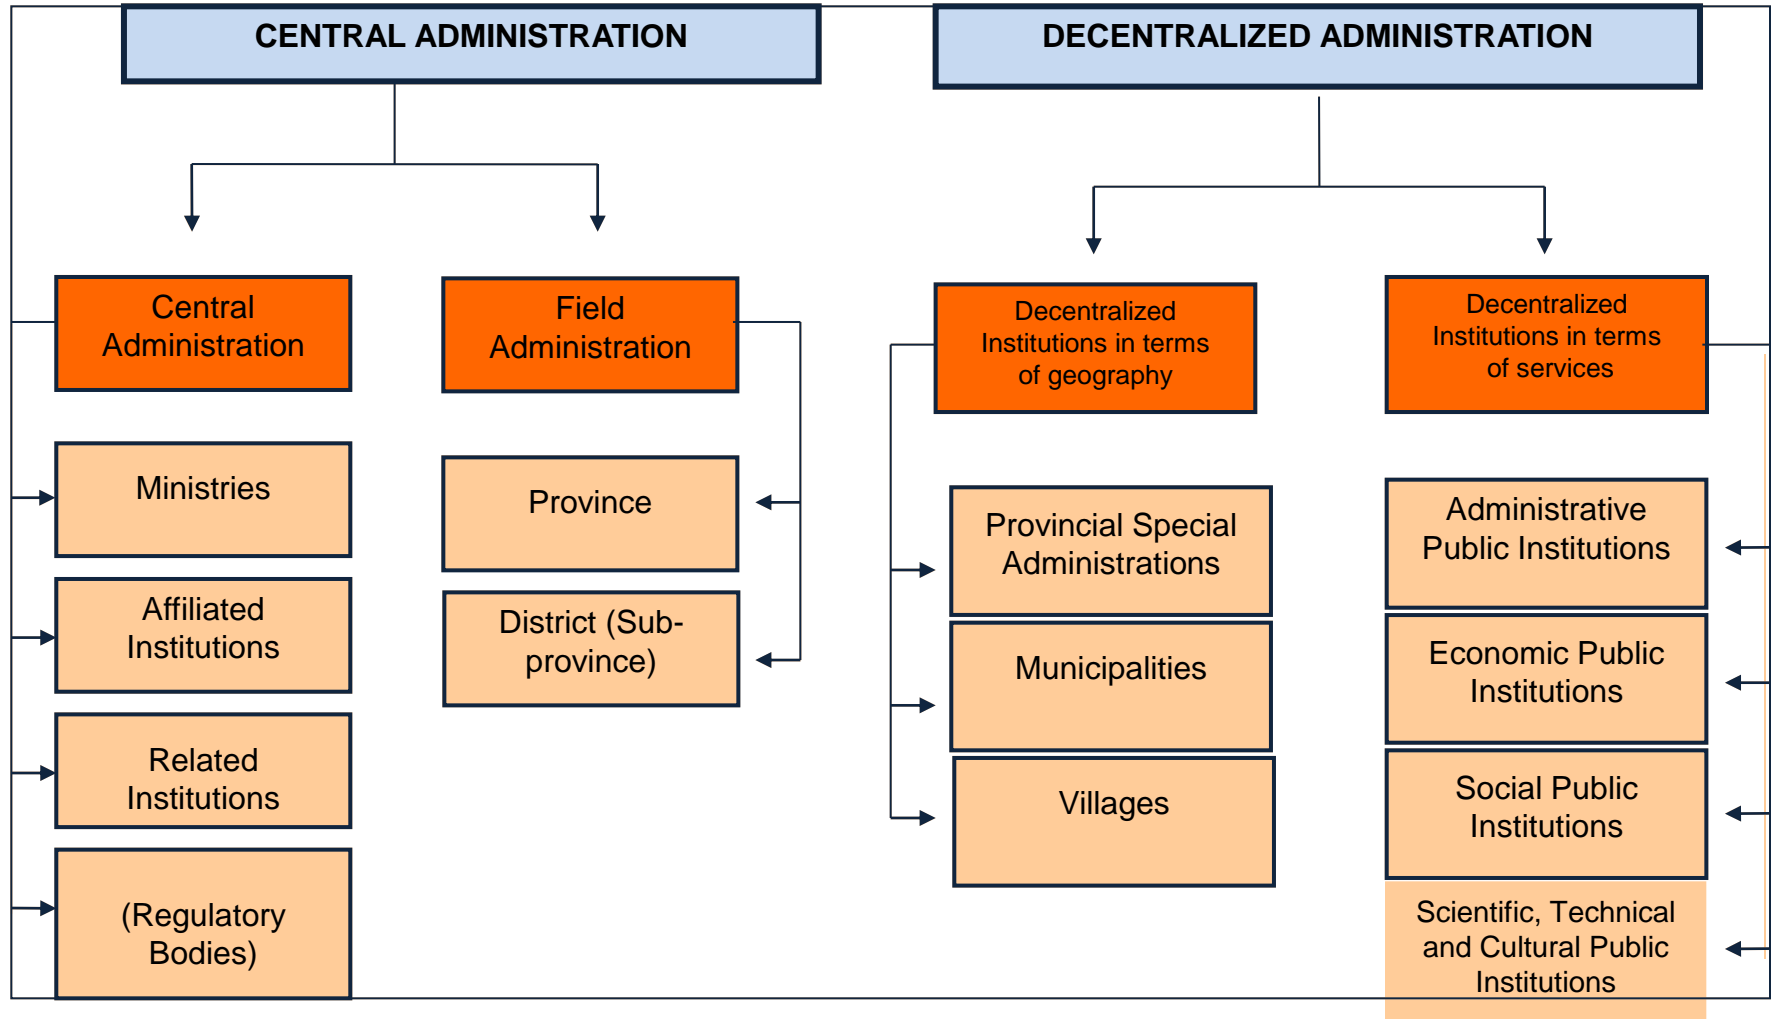 CENTRAL ADMINISTRATION
DECENTRALIZED ADMINISTRATION
Central
Administration
Field
Administration
Decentralized
Institutions in terms
of geography
Decentralized
Institutions in terms
of services
Ministries
Affiliated
Institutions
Related
Institutions
(Regulatory
Bodies)
Province
District (Sub-
province)
Provincial Special
Administrations
Municipalities
Villages
Administrative
Public Institutions
Economic Public
Institutions
Social Public
Institutions
Scientific, Technical
and Cultural Public
Institutions